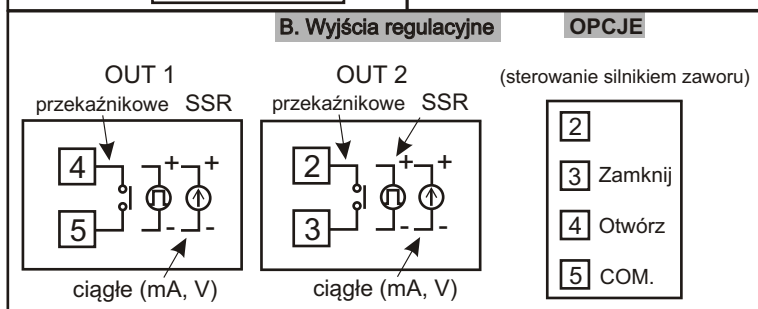 B. Wyjścia regulacyjne OPCJE
OUT 1
przekaźnikowe SSR
4
5
+ +
- -
ciągłe (mA, V)
OUT 2
przekaźnikowe SSR
2
3
+ +
- -
ciągłe (mA, V)
(sterowanie silnikiem zaworu)
2
3 Zamknij
4 Otwórz
5 COM.